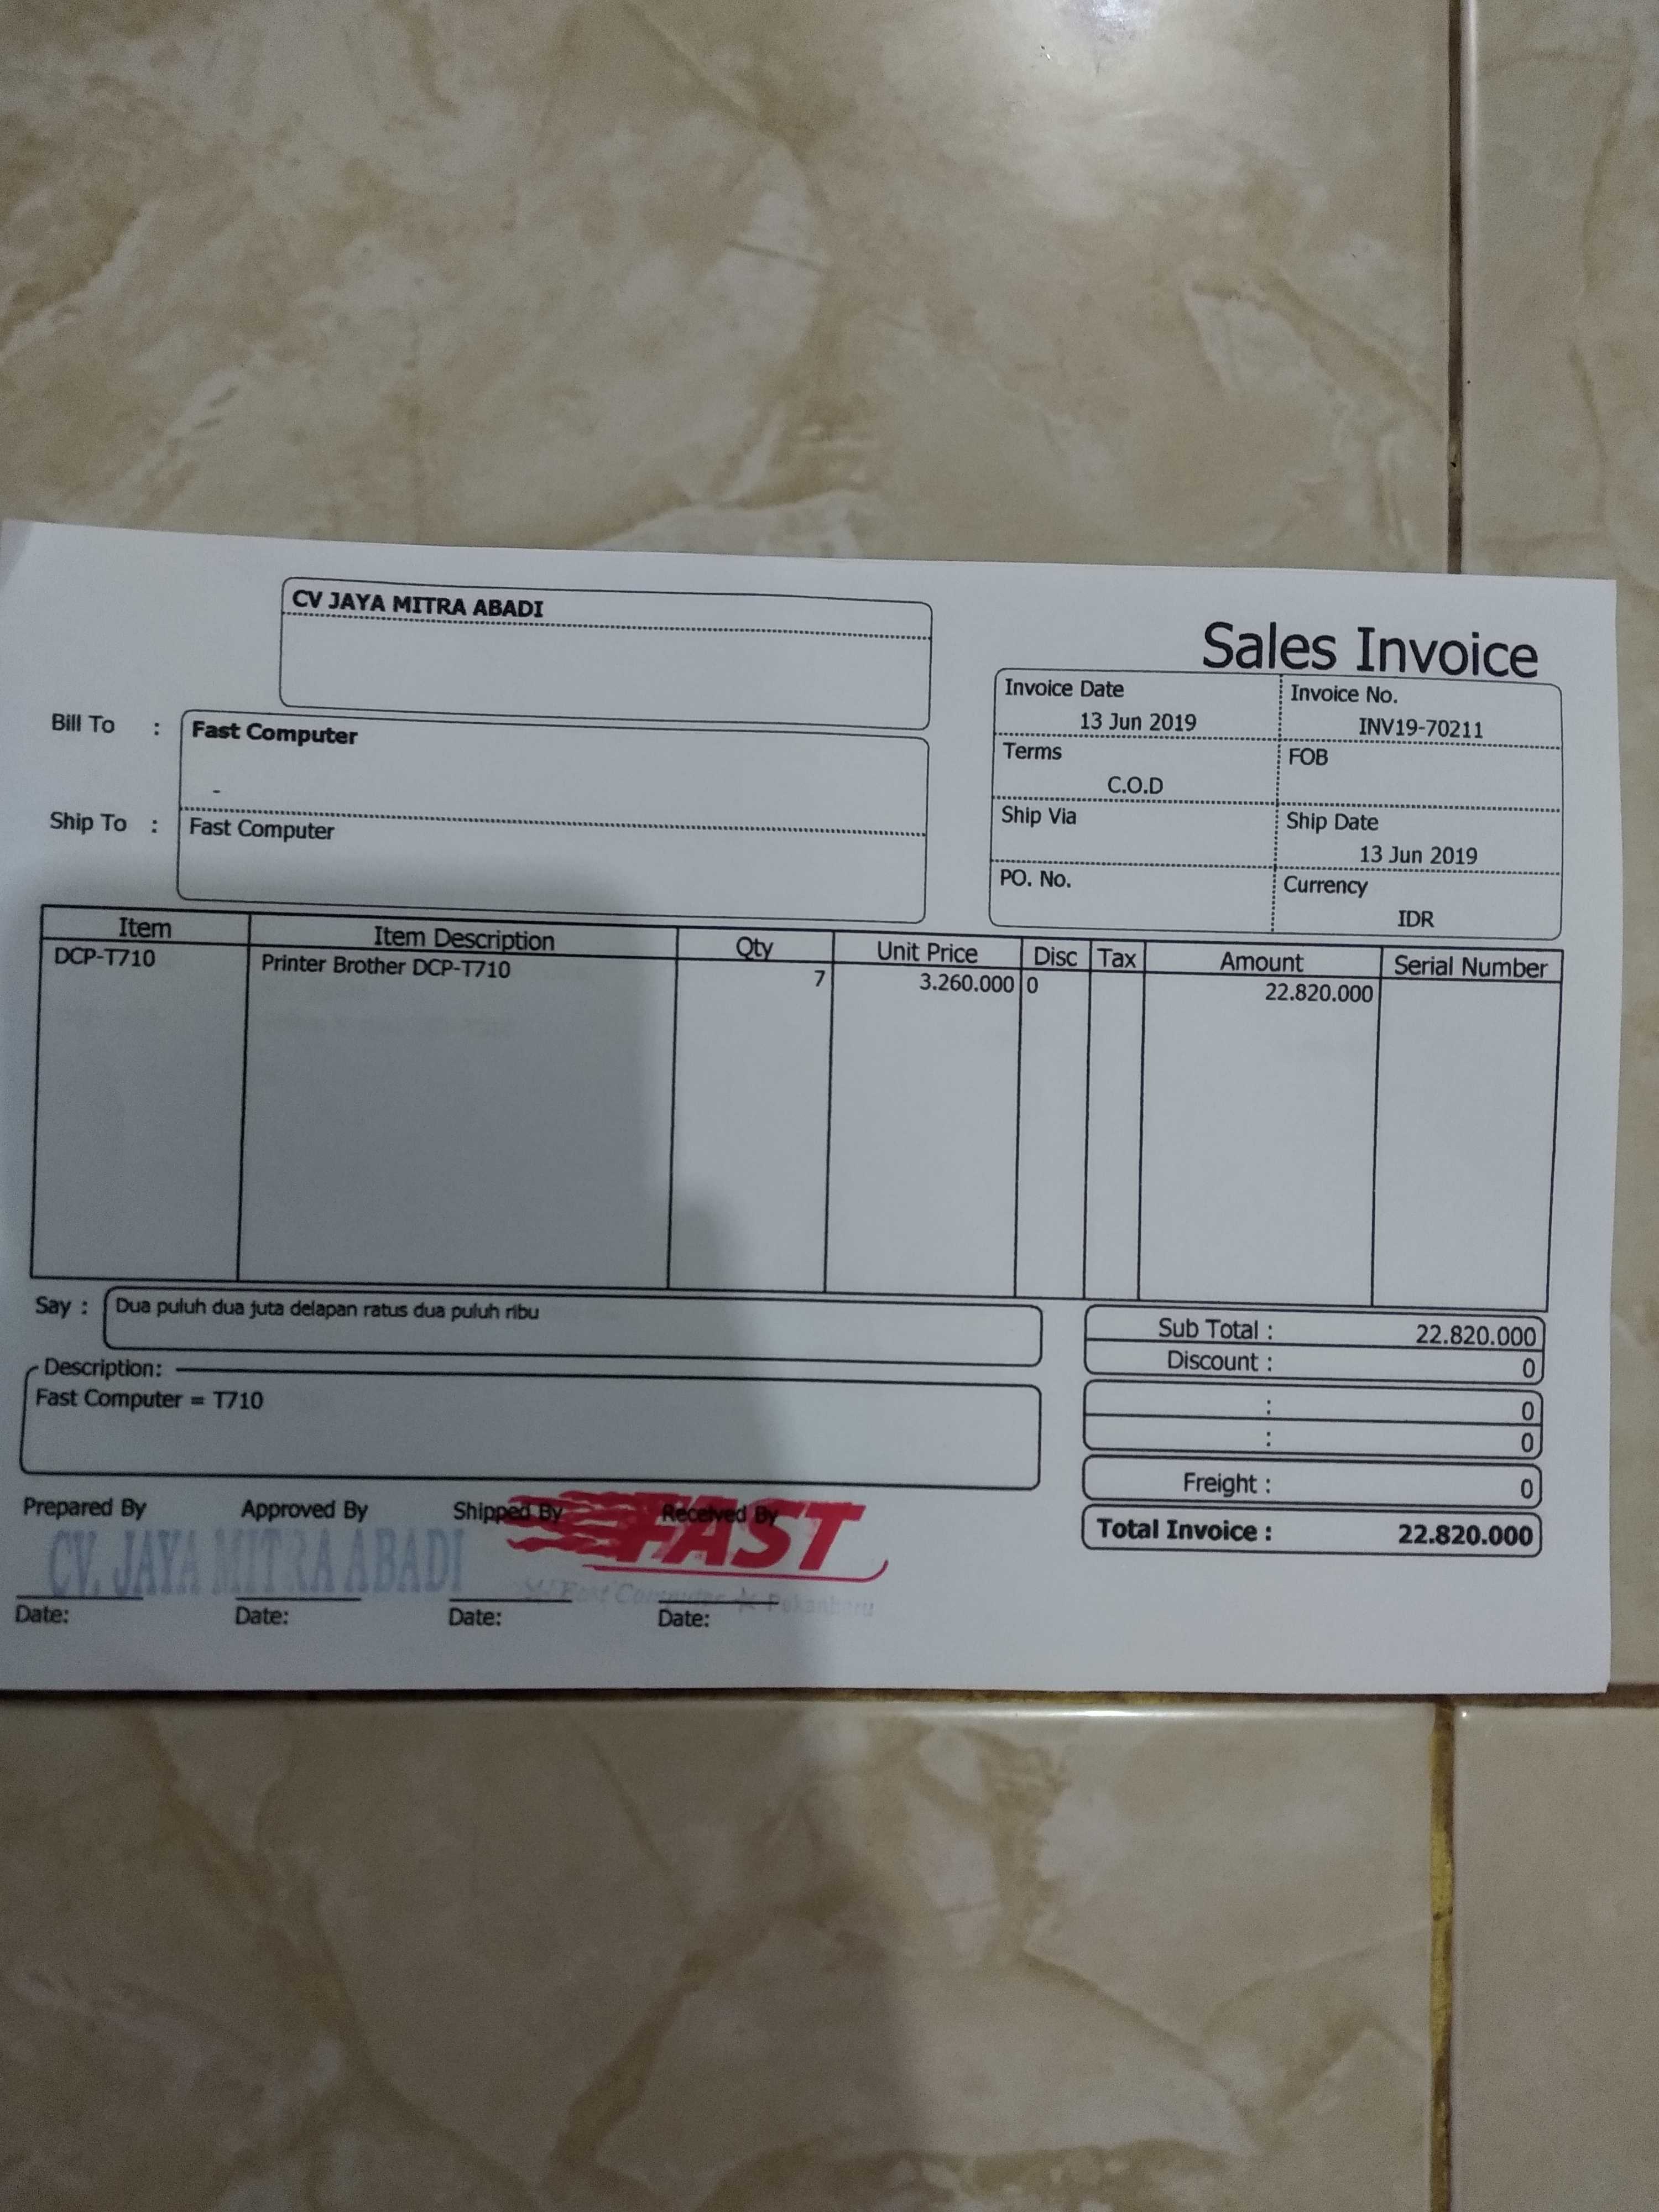 CV JAYA MITRA ABADI
Sales Invoice
Invoice Date
Invoice No.
13 Jun 2019
INV19-70211
Bill To :
Fast Computer
-
Terms
FOB
C.O.D
Ship To :
Fast Computer
Ship Via
Ship Date
13 Jun 2019
PO. No.
Currency
IDR
Item Item Description Qty Unit Price Disc Tax Amount Serial Number
DCP-T710 Printer Brother DCP-T710 7 3.260.000 0 22.820.000
Say : Dua puluh dua juta delapan ratus dua puluh ribu
Sub Total : 22.820.000
Discount : 0
Description:
Fast Computer = T710
: 0
: 0
Freight : 0
Total Invoice : 22.820.000
Prepared By Approved By Shipped By Received By
CV. JAYA MITRA ABADI
FAST
Fast Computer Pekanbaru
Date: Date: Date: Date: